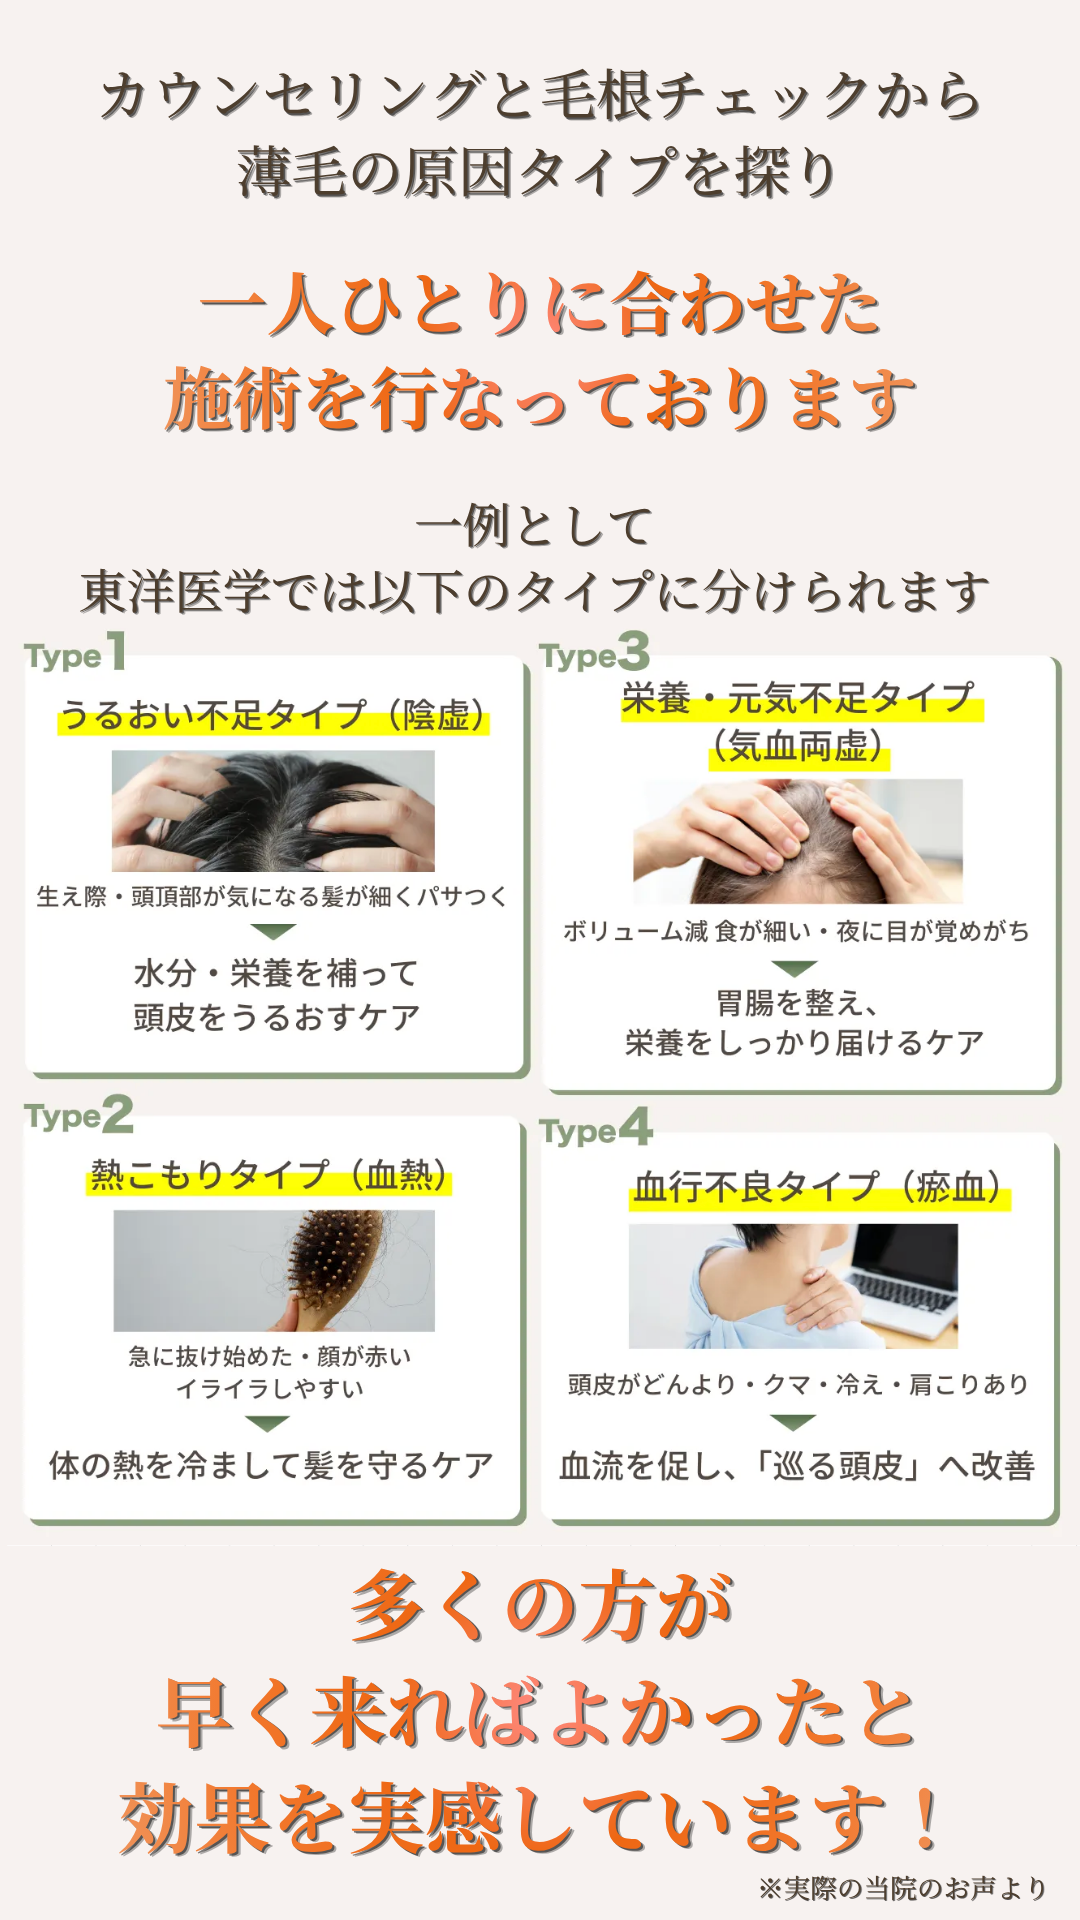 カウンセリングと毛根チェックから
薄毛の原因タイプを探り
一人ひとりに合わせた
施術を行なっております
一例として
東洋医学では以下のタイプに分けられます
Type1
うるおい不足タイプ（陰虚）
生え際・頭頂部が気になる髪が細くパサつく
水分・栄養を補って
頭皮をうるおすケア
Type2
熱こもりタイプ（血熱）
急に抜け始めた・顔が赤い
イライラしやすい
体の熱を冷まして髪を守るケア
Type3
栄養・元気不足タイプ
（気血両虚）
ボリューム減 食が細い・夜に目が覚めがち
胃腸を整え、
栄養をしっかり届けるケア
Type4
血行不良タイプ（瘀血）
頭皮がどんより・クマ・冷え・肩こりあり
血流を促し、「巡る頭皮」へ改善
多くの方が
早く来ればよかったと
効果を実感しています！
※実際の当院のお声より